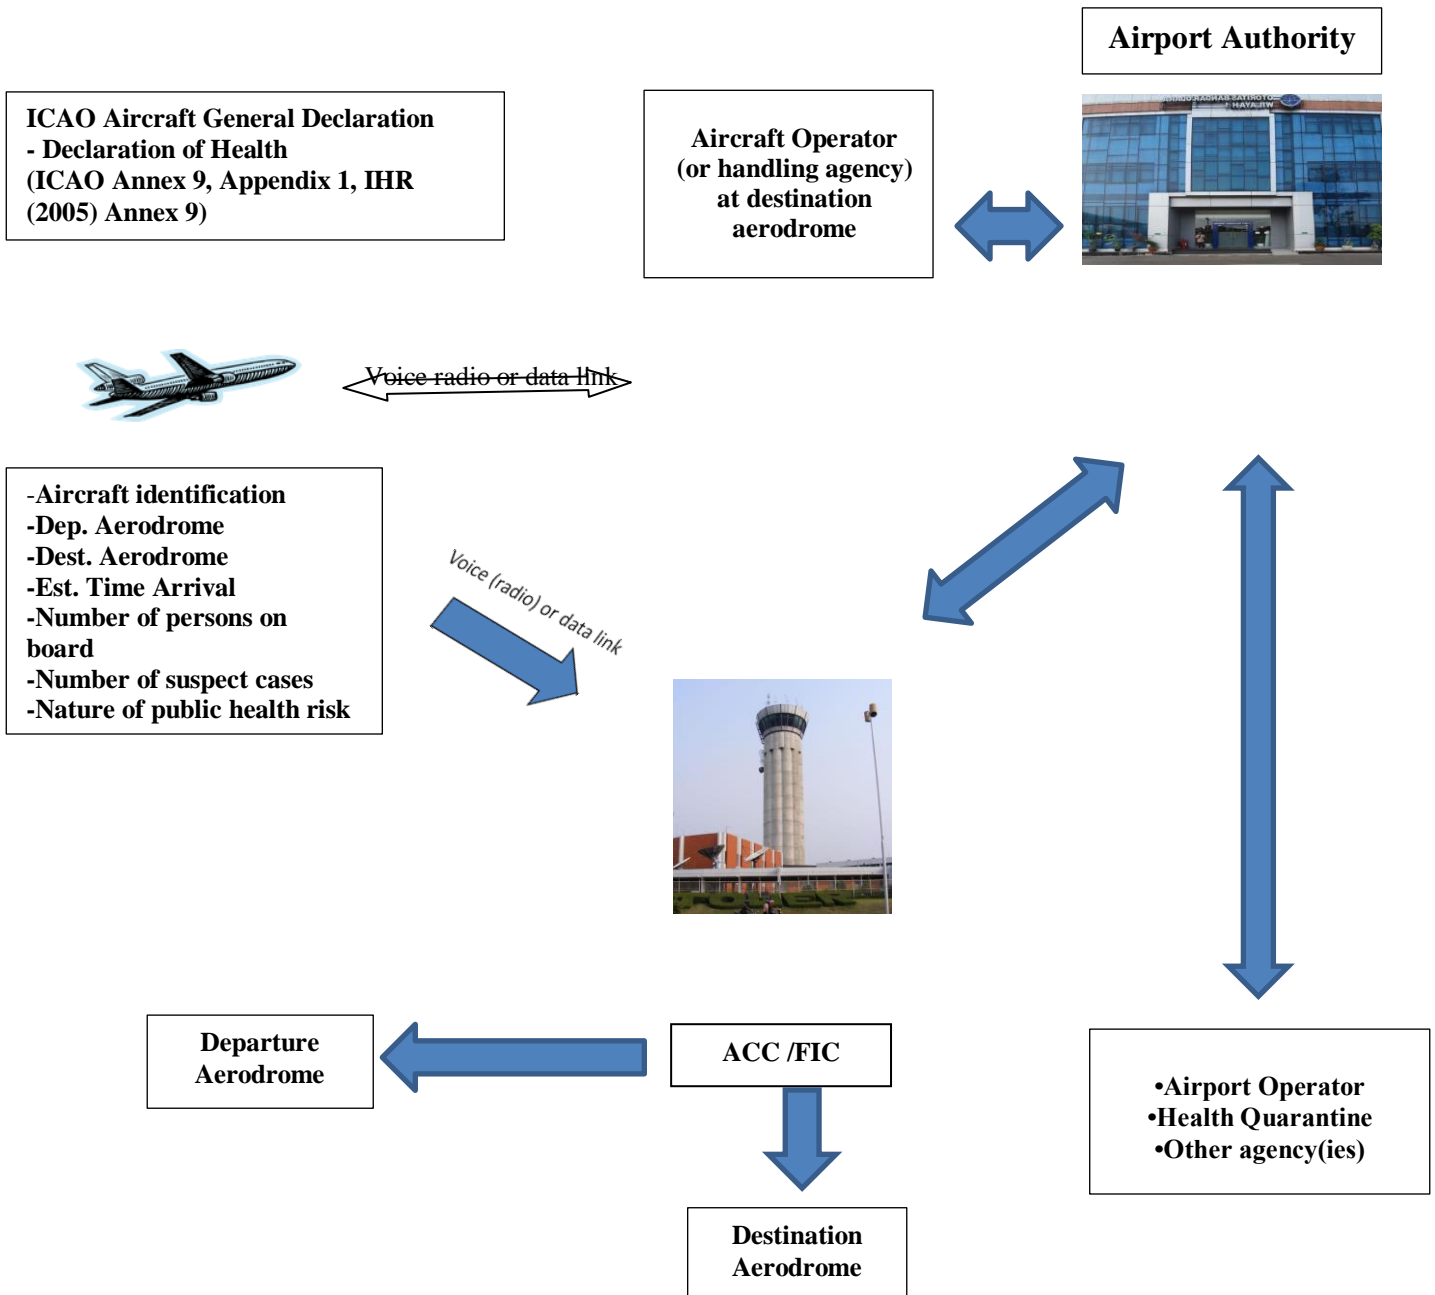 Airport Authority
ICAO Aircraft General Declaration
- Declaration of Health
(ICAO Annex 9, Appendix 1, IHR
(2005) Annex 9)
Aircraft Operator
(or handling agency)
at destination
aerodrome
Voice radio or data link
-Aircraft identification
-Dep. Aerodrome
-Dest. Aerodrome
-Est. Time Arrival
-Number of persons on
board
-Number of suspect cases
-Nature of public health risk
Voice (radio) or data link
TOWER
Departure
Aerodrome
ACC /FIC
•Airport Operator
•Health Quarantine
•Other agency(ies)
Destination
Aerodrome